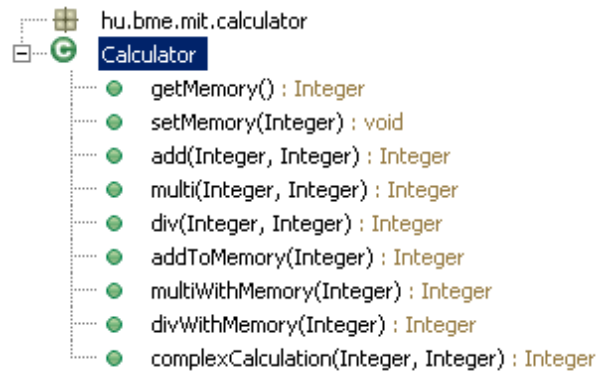 hu.bme.mit.calculator
C Calculator
getMemory() : Integer
setMemory(Integer) : void
add(Integer, Integer) : Integer
multi(Integer, Integer) : Integer
div(Integer, Integer) : Integer
addToMemory(Integer) : Integer
multiWithMemory(Integer) : Integer
divWithMemory(Integer) : Integer
complexCalculation(Integer, Integer) : Integer